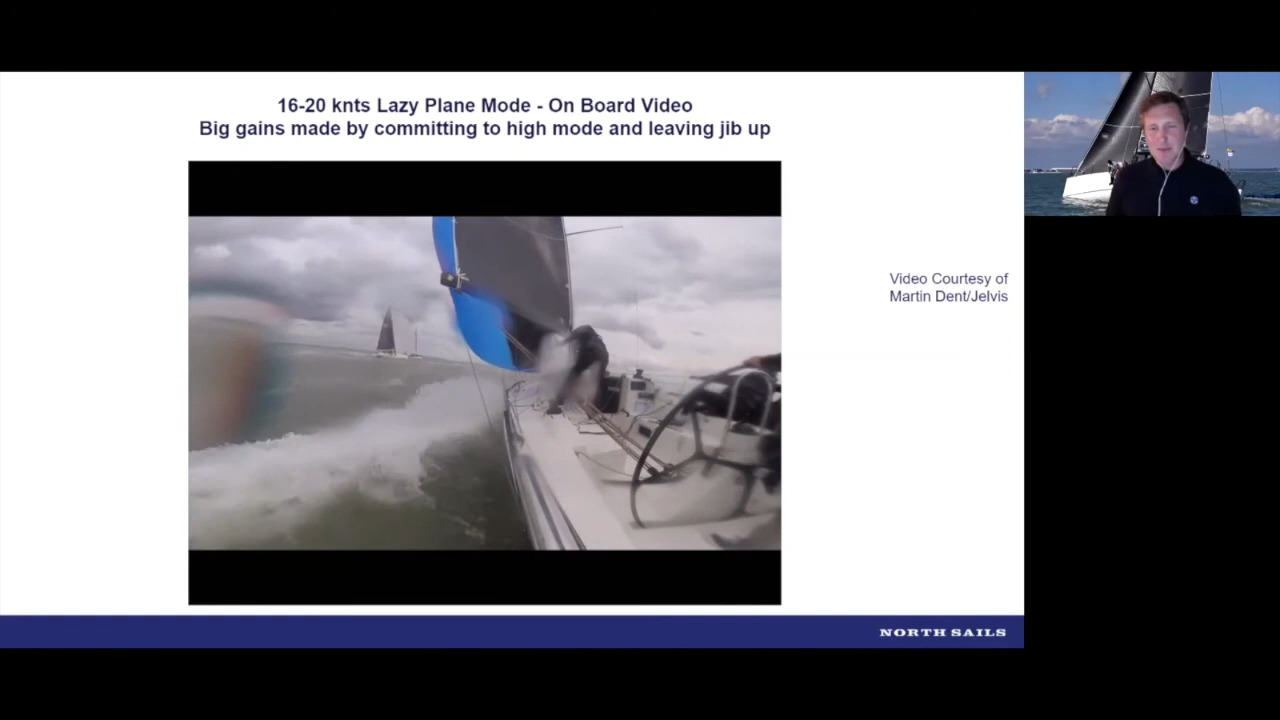 16-20 knts Lazy Plane Mode - On Board Video
Big gains made by committing to high mode and leaving jib up
Video Courtesy of
Martin Dent/Jelvis
NORTH SAILS